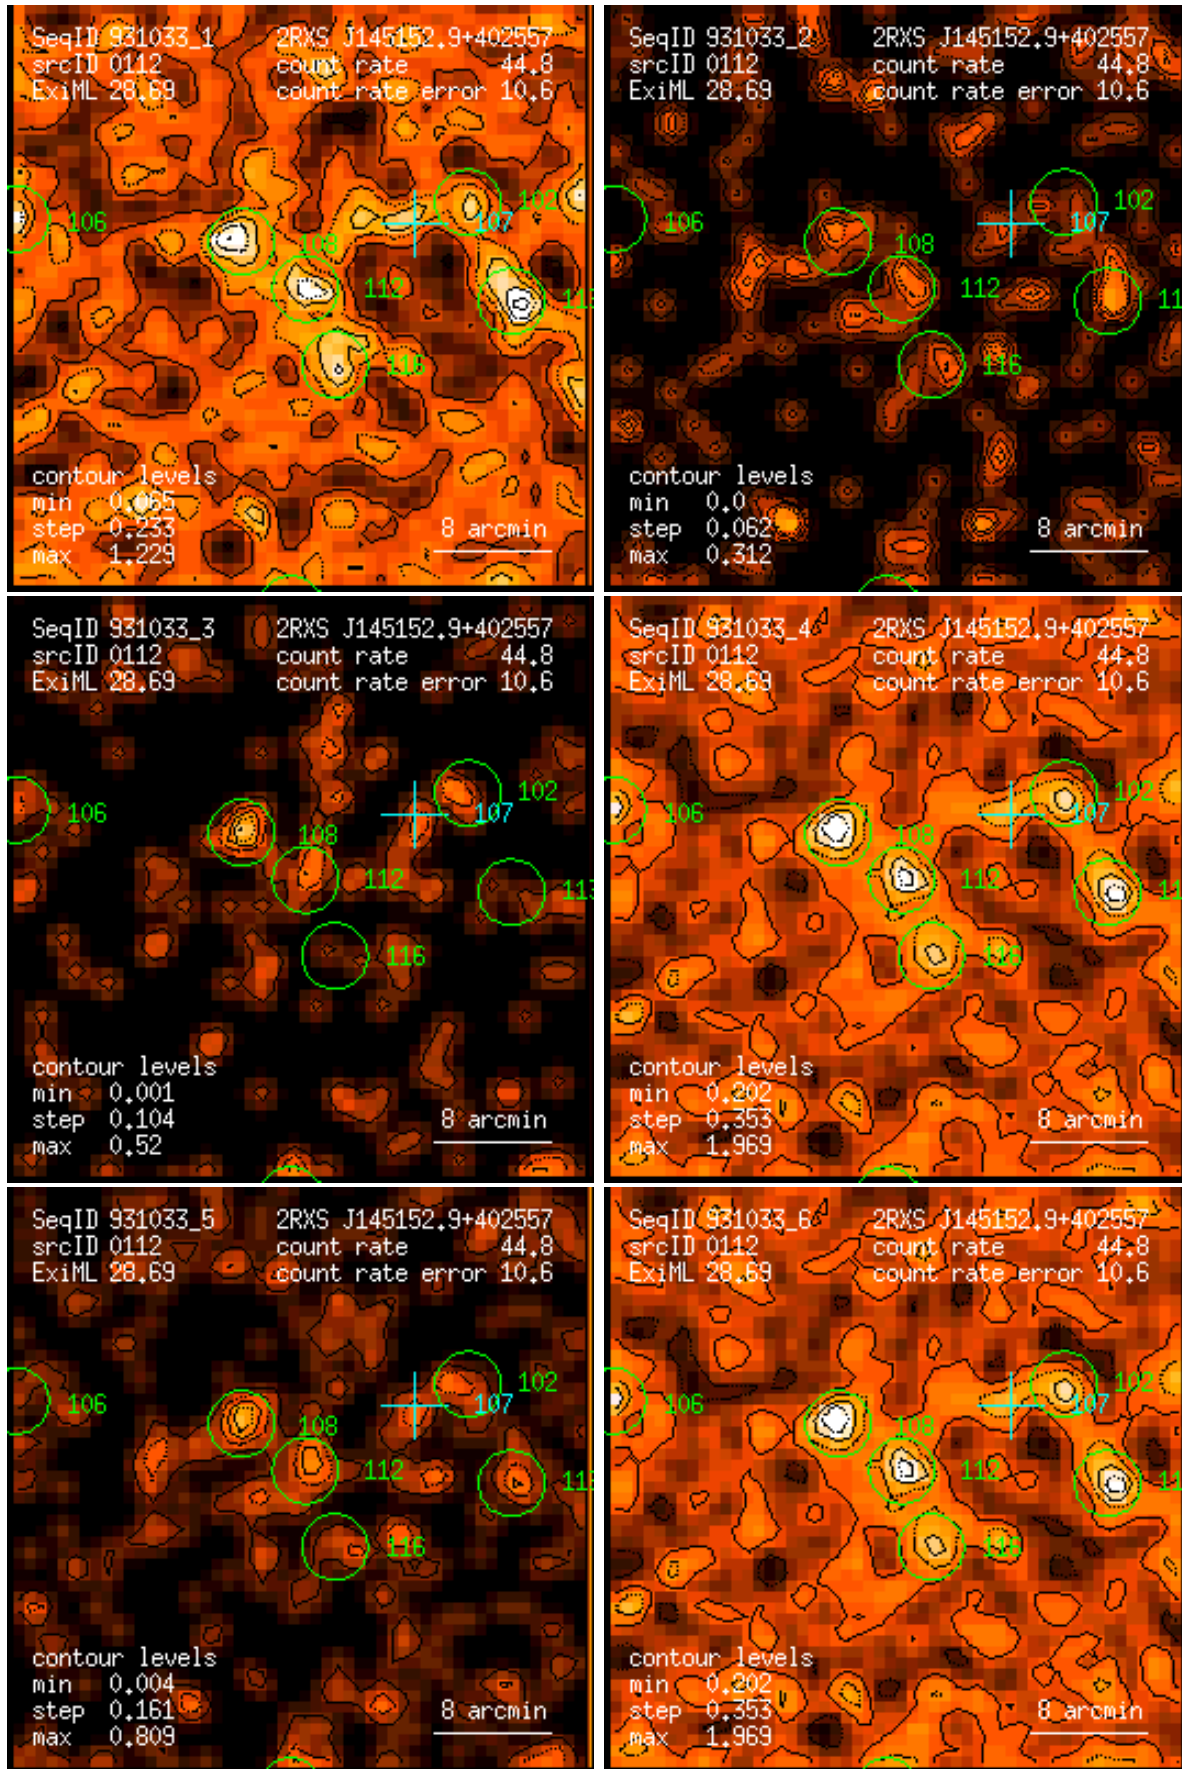 SeqID 931033_1 2RXS J145152.9+402557
srcID 0112 count rate 44.8
ExiML 28.69 count rate error 10.6
102
106
107
108
112
116
contour levels
min 0.065
step 0.233
max 1.229
8 arcmin
SeqID 931033_2 2RXS J145152.9+402557
srcID 0112 count rate 44.8
ExiML 28.69 count rate error 10.6
102
106
107
108
112
11
116
contour levels
min 0.0
step 0.062
max 0.312
8 arcmin
SeqID 931033_3 2RXS J145152.9+402557
srcID 0112 count rate 44.8
ExiML 28.69 count rate error 10.6
102
106
107
108
112
113
116
contour levels
min 0.001
step 0.104
max 0.52
8 arcmin
SeqID 931033_4 2RXS J145152.9+402557
srcID 0112 count rate 44.8
ExiML 28.69 count rate error 10.6
102
106
107
108
112
11
116
contour levels
min 0.202
step 0.353
max 1.969
8 arcmin
SeqID 931033_5 2RXS J145152.9+402557
srcID 0112 count rate 44.8
ExiML 28.69 count rate error 10.6
102
106
107
108
112
113
116
contour levels
min 0.004
step 0.161
max 0.809
8 arcmin
SeqID 931033_6 2RXS J145152.9+402557
srcID 0112 count rate 44.8
ExiML 28.69 count rate error 10.6
102
106
107
108
112
11
116
contour levels
min 0.202
step 0.353
max 1.969
8 arcmin